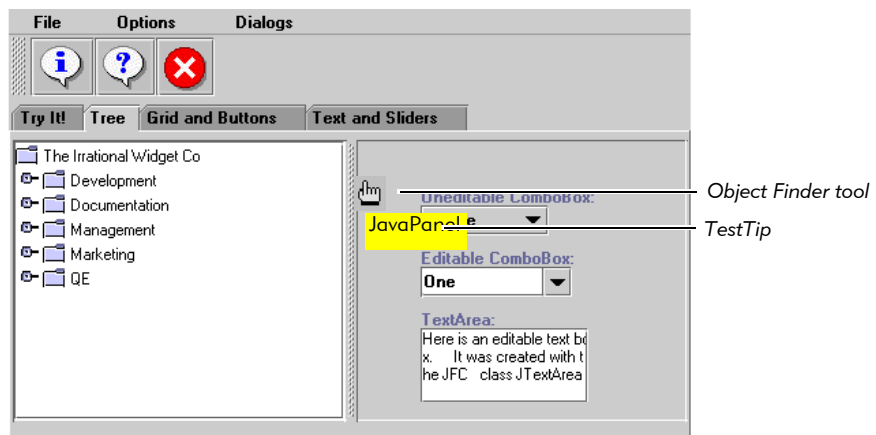 File Options Dialogs
i ?
Try It! Tree Grid and Buttons Text and Sliders
The Irrational Widget Co
Development
Documentation
Management
Marketing
QE
Uneditable ComboBox:
JavaPanel e
Editable ComboBox:
One
TextArea:
Here is an editable text bo
x. It was created with t
he JFC class JTextArea
Object Finder tool
TestTip